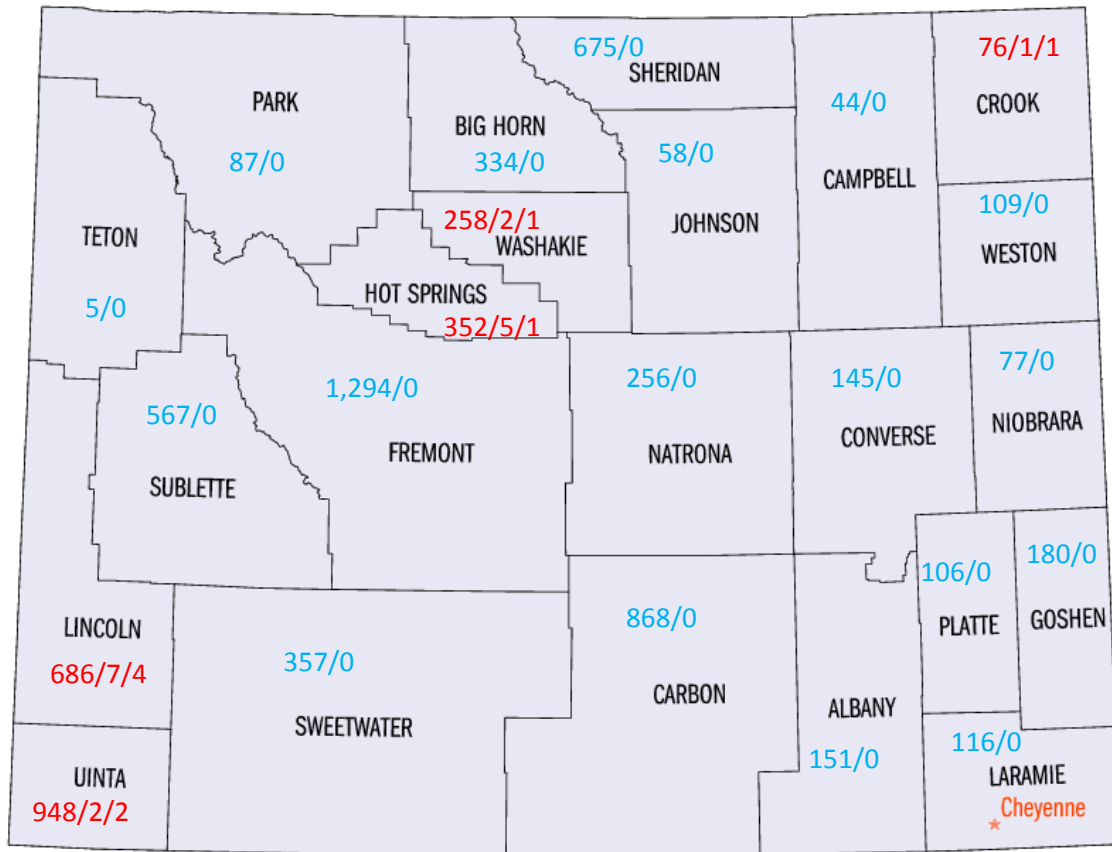 675/0
SHERIDAN
76/1/1
CROOK
PARK
87/0
BIG HORN
334/0
44/0
CAMPBELL
58/0
JOHNSON
109/0
WESTON
TETON
5/0
258/2/1
WASHAKIE
HOT SPRINGS
352/5/1
567/0
SUBLETTE
1,294/0
FREMONT
256/0
NATRONA
145/0
CONVERSE
77/0
NIOBRARA
106/0
PLATTE
180/0
GOSHEN
LINCOLN
686/7/4
357/0
SWEETWATER
868/0
CARBON
ALBANY
151/0
116/0
LARAMIE
Cheyenne
UINTA
948/2/2